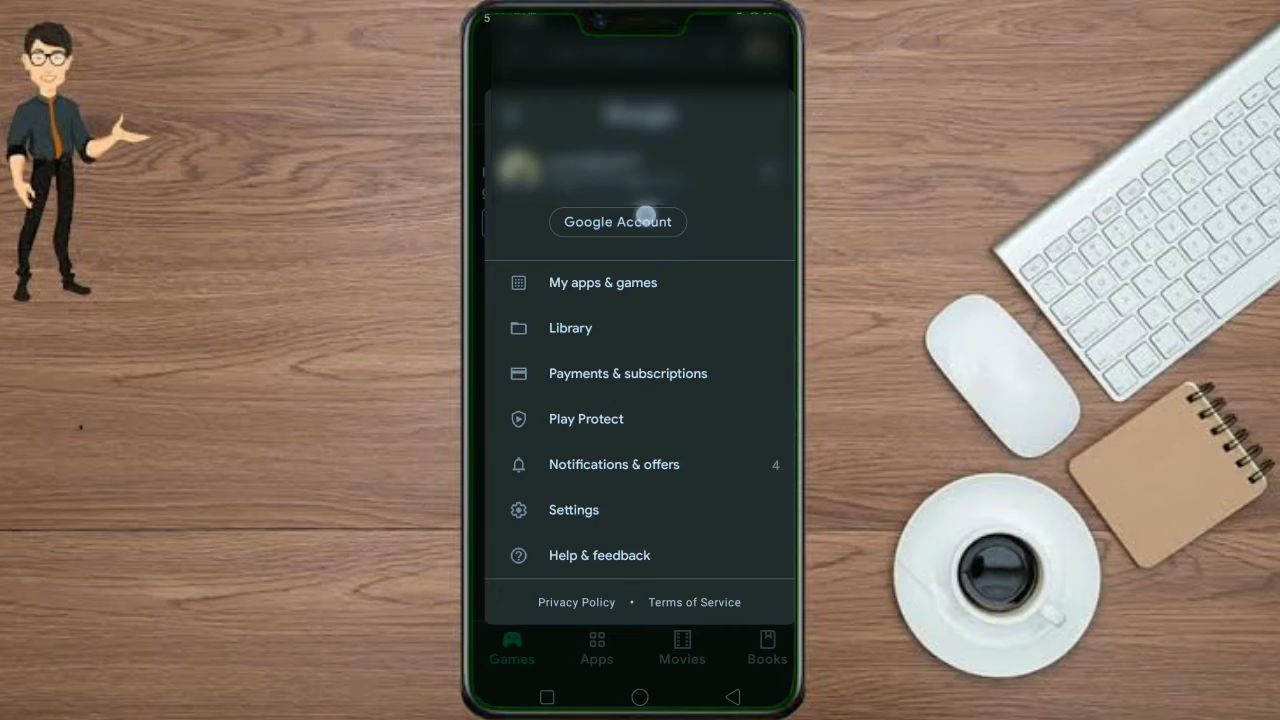 5
Google Account
My apps & games
Library
Payments & subscriptions
Play Protect
Notifications & offers 4
Settings
Help & feedback
Privacy Policy • Terms of Service
Games Apps Movies Books